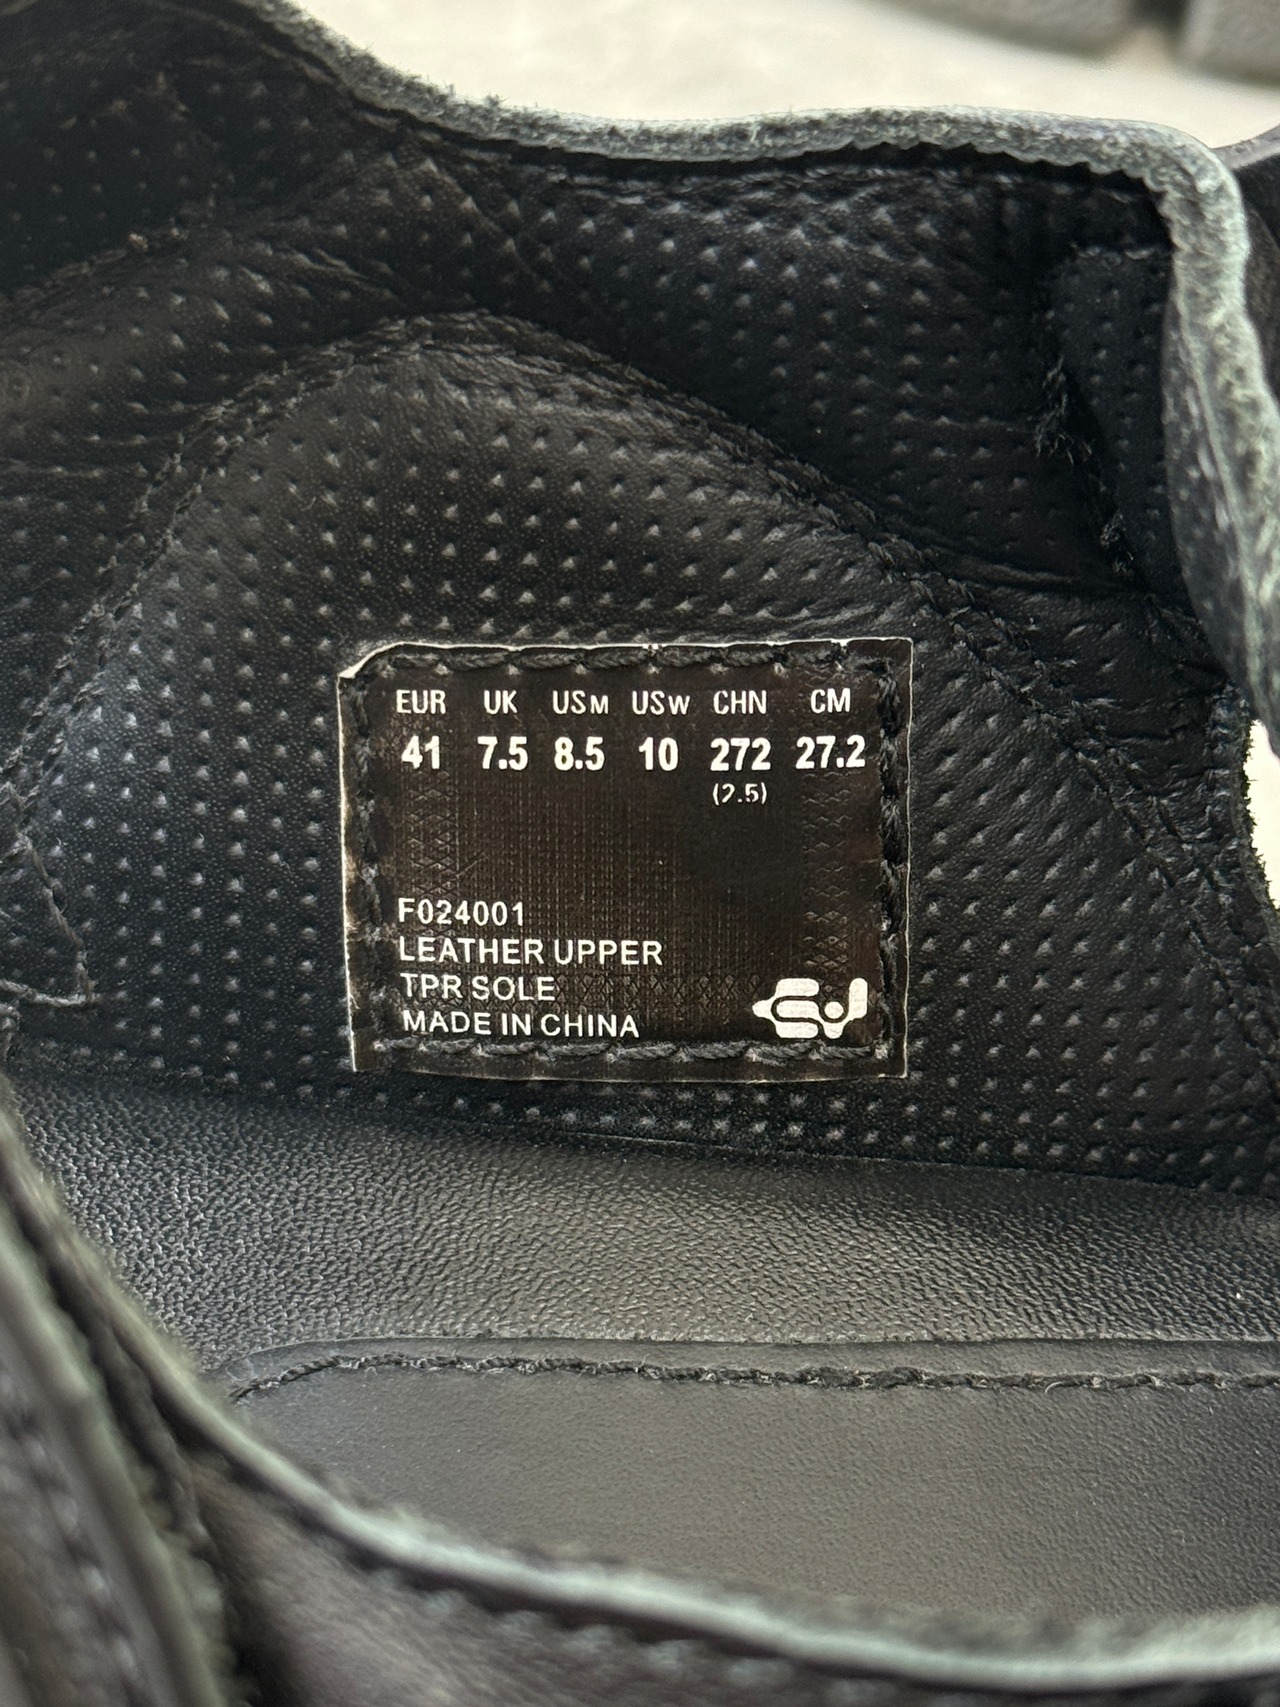 EUR UK USM USW CHN CM
41 7.5 8.5 10 272 27.2
(2.5)
F024001
LEATHER UPPER
TPR SOLE
MADE IN CHINA